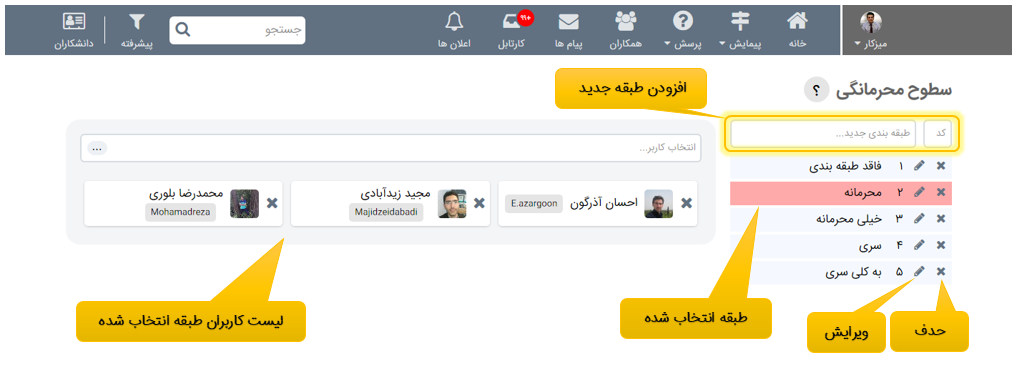 میزکار
خانه
پیمایش
پرسش
همکاران
پیام ها
+۹۹
کارتابل
اعلان ها
جستجو
پیشرفته
دانشکاران
سطوح محرمانگی ؟
افزودن طبقه جدید
کد
طبقه بندی جدید...
۱ فاقد طبقه بندی
۲ محرمانه
۳ خیلی محرمانه
۴ سری
۵ به کلی سری
انتخاب کاربر...
...
احسان آذرگون
E.azargoon
مجید زیدآبادی
Majidzeidabadi
محمدرضا بلوری
Mohamadreza
حذف
ویرایش
طبقه انتخاب شده
لیست کاربران طبقه انتخاب شده